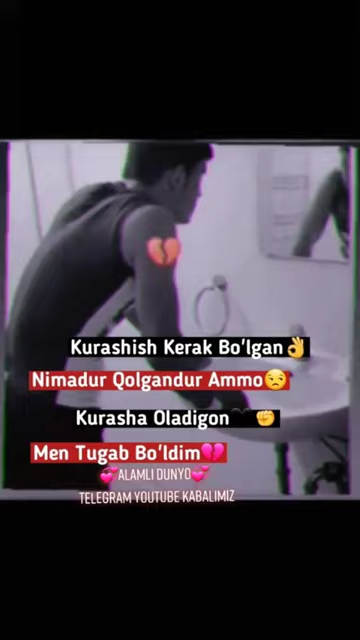 Kurashish Kerak Bo'lgan👌
Nimadur Qolgandur Ammo😒
Kurasha Oladigon🖤✊
Men Tugab Bo'ldim💔
💞ALAMLI DUNYO💞
TELEGRAM YOUTUBE KABALIMIZ